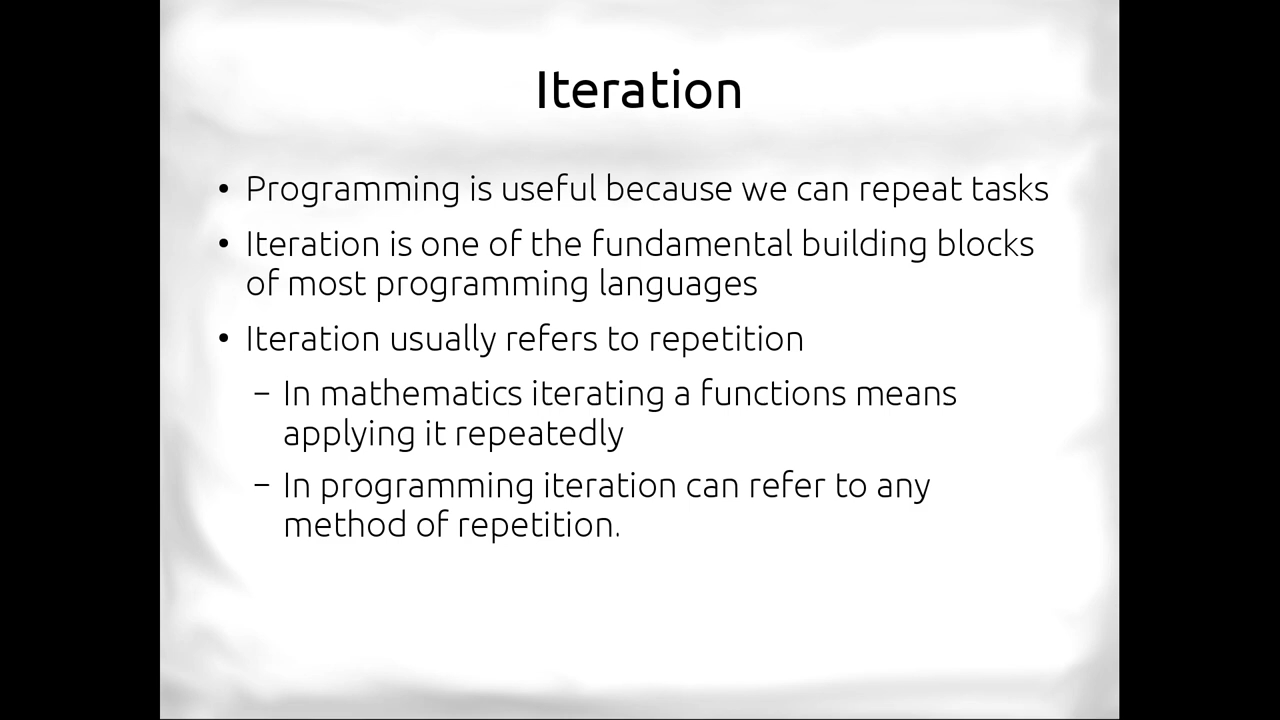 Iteration
• Programming is useful because we can repeat tasks
• Iteration is one of the fundamental building blocks
of most programming languages
• Iteration usually refers to repetition
– In mathematics iterating a functions means
applying it repeatedly
– In programming iteration can refer to any
method of repetition.